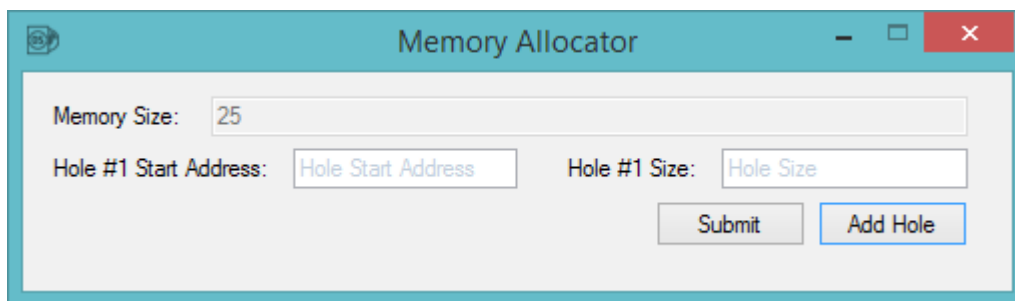 Memory Allocator
Memory Size: 25
Hole #1 Start Address: Hole Start Address Hole #1 Size: Hole Size
Submit Add Hole